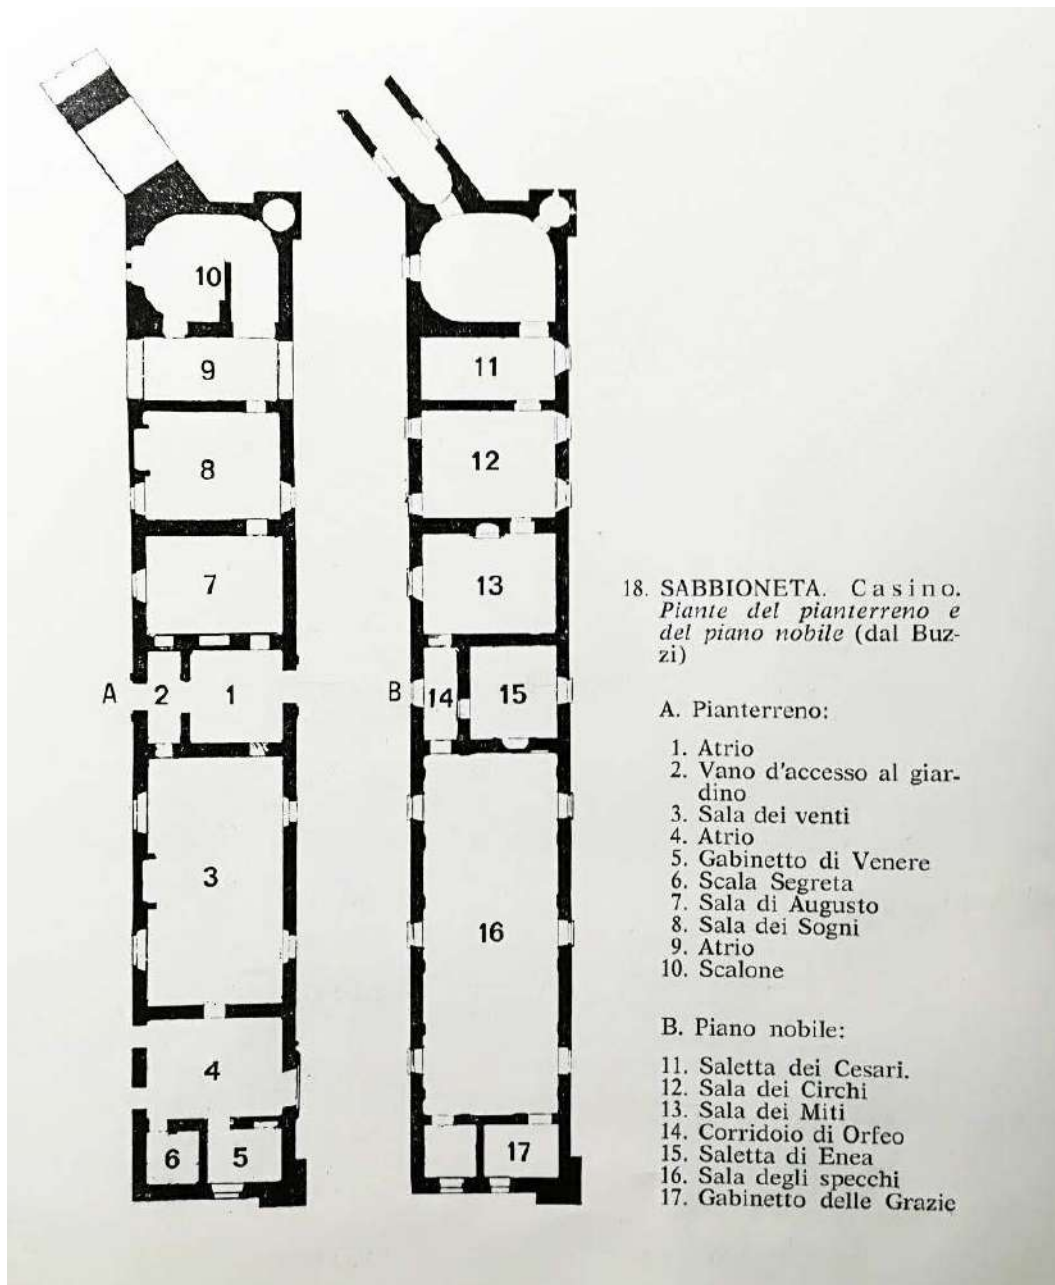 10
9
8
7
A
2
1
3
4
6
5
11
12
13
B
14
15
16
17
18. SABBIONETA. Casino.
Piante del pianterreno e
del piano nobile (dal Buz-
zi)
A. Pianterreno:
1. Atrio
2. Vano d'accesso al giar-
dino
3. Sala dei venti
4. Atrio
5. Gabinetto di Venere
6. Scala Segreta
7. Sala di Augusto
8. Sala dei Sogni
9. Atrio
10. Scalone
B. Piano nobile:
11. Saletta dei Cesari.
12. Sala dei Circhi
13. Sala dei Miti
14. Corridoio di Orfeo
15. Saletta di Enea
16. Sala degli specchi
17. Gabinetto delle Grazie